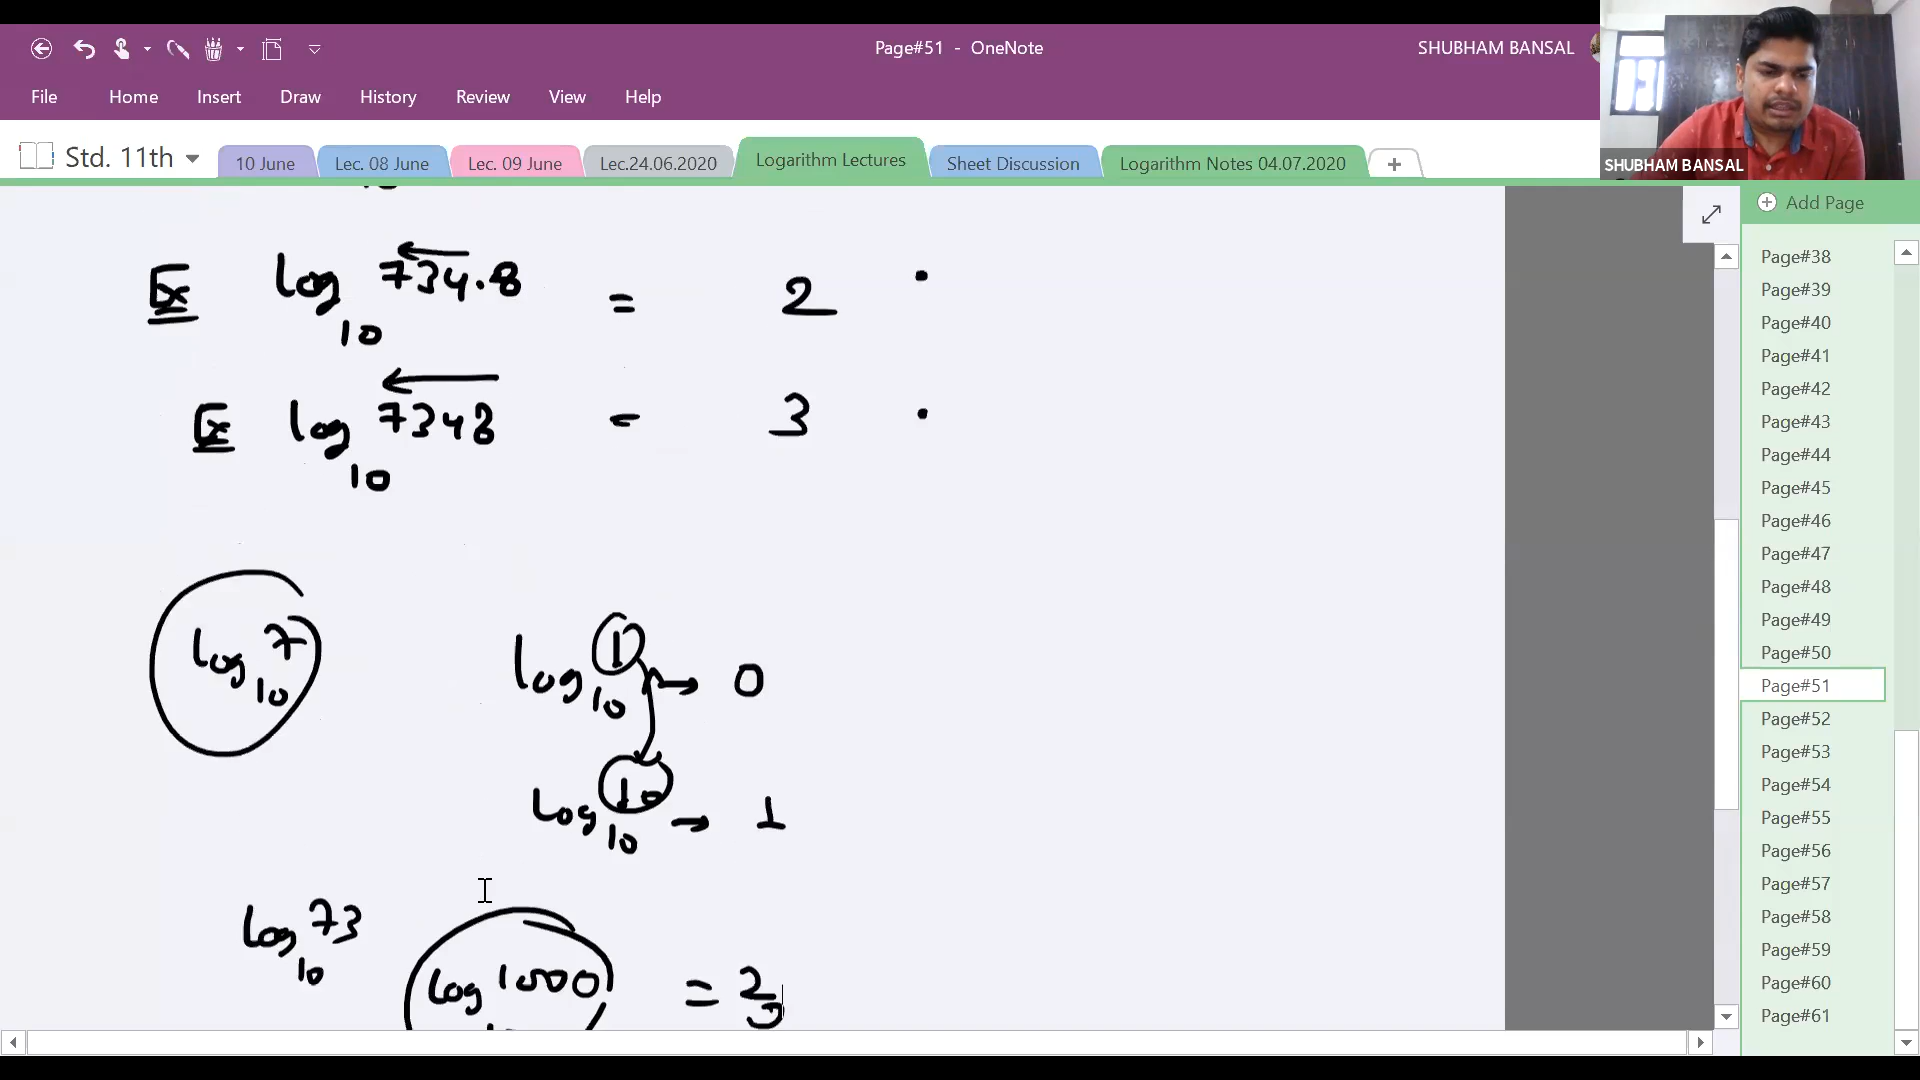 Page#51 - OneNote
SHUBHAM BANSAL
File Home Insert Draw History Review View Help
Std. 11th
10 June
Lec. 08 June
Lec. 09 June
Lec.24.06.2020
Logarithm Lectures
Sheet Discussion
Logarithm Notes 04.07.2020
SHUBHAM BANSAL
Add Page
Ex log₁₀ 734.8 = 2 .
Ex log₁₀ 7348 = 3 .
log₁₀ 7
log₁₀ 1 → 0
log₁₀ 10 → 1
log₁₀ 73
log 1000 = 2
Page#38
Page#39
Page#40
Page#41
Page#42
Page#43
Page#44
Page#45
Page#46
Page#47
Page#48
Page#49
Page#50
Page#51
Page#52
Page#53
Page#54
Page#55
Page#56
Page#57
Page#58
Page#59
Page#60
Page#61